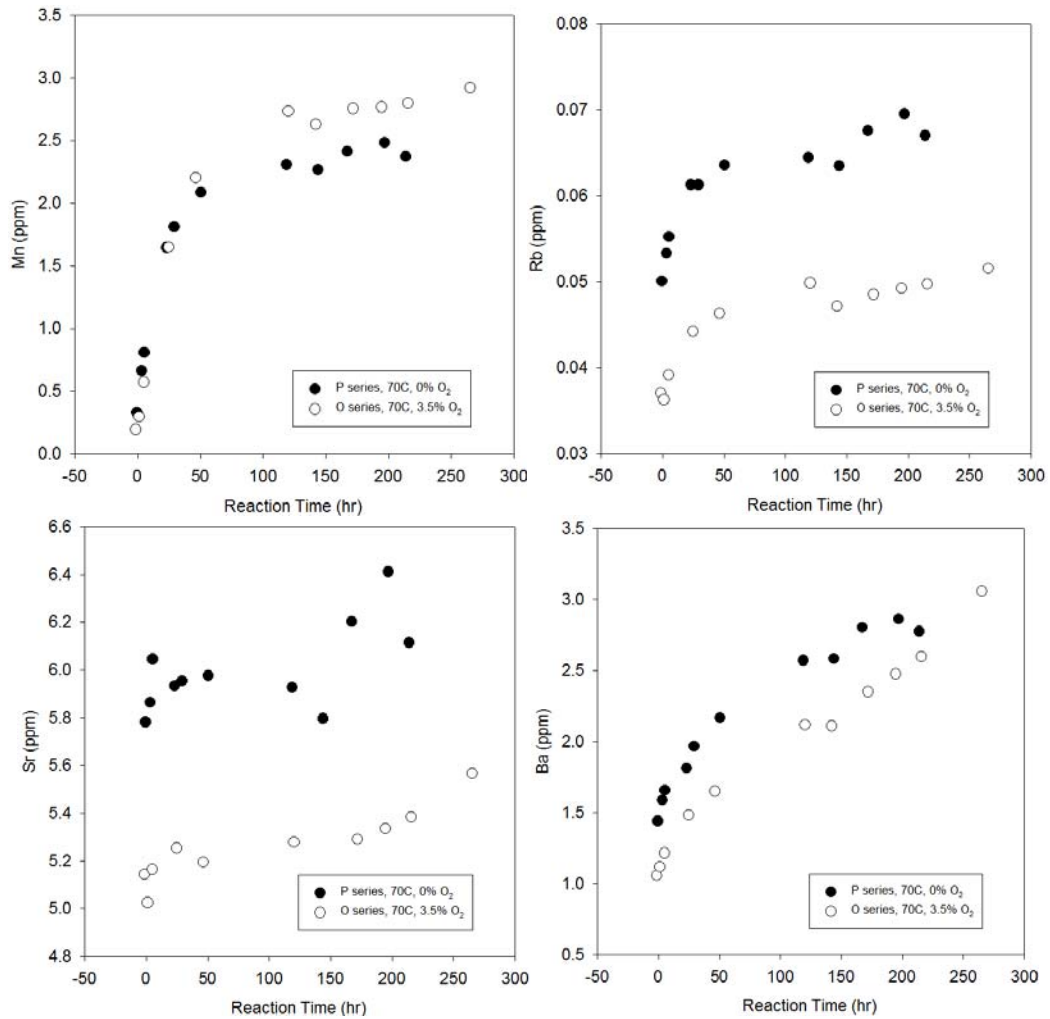 3.5
3.0
2.5
2.0
1.5
1.0
0.5
0.0
Mn (ppm)
-50 0 50 100 150 200 250 300
Reaction Time (hr)
P series, 70C, 0% O₂
O series, 70C, 3.5% O₂
0.08
0.07
0.06
0.05
0.04
0.03
Rb (ppm)
-50 0 50 100 150 200 250 300
Reaction Time (hr)
P series, 70C, 0% O₂
O series, 70C, 3.5% O₂
6.6
6.4
6.2
6.0
5.8
5.6
5.4
5.2
5.0
4.8
Sr (ppm)
-50 0 50 100 150 200 250 300
Reaction Time (hr)
P series, 70C, 0% O₂
O series, 70C, 3.5% O₂
3.5
3.0
2.5
2.0
1.5
1.0
0.5
Ba (ppm)
-50 0 50 100 150 200 250 300
Reaction Time (hr)
P series, 70C, 0% O₂
O series, 70C, 3.5% O₂